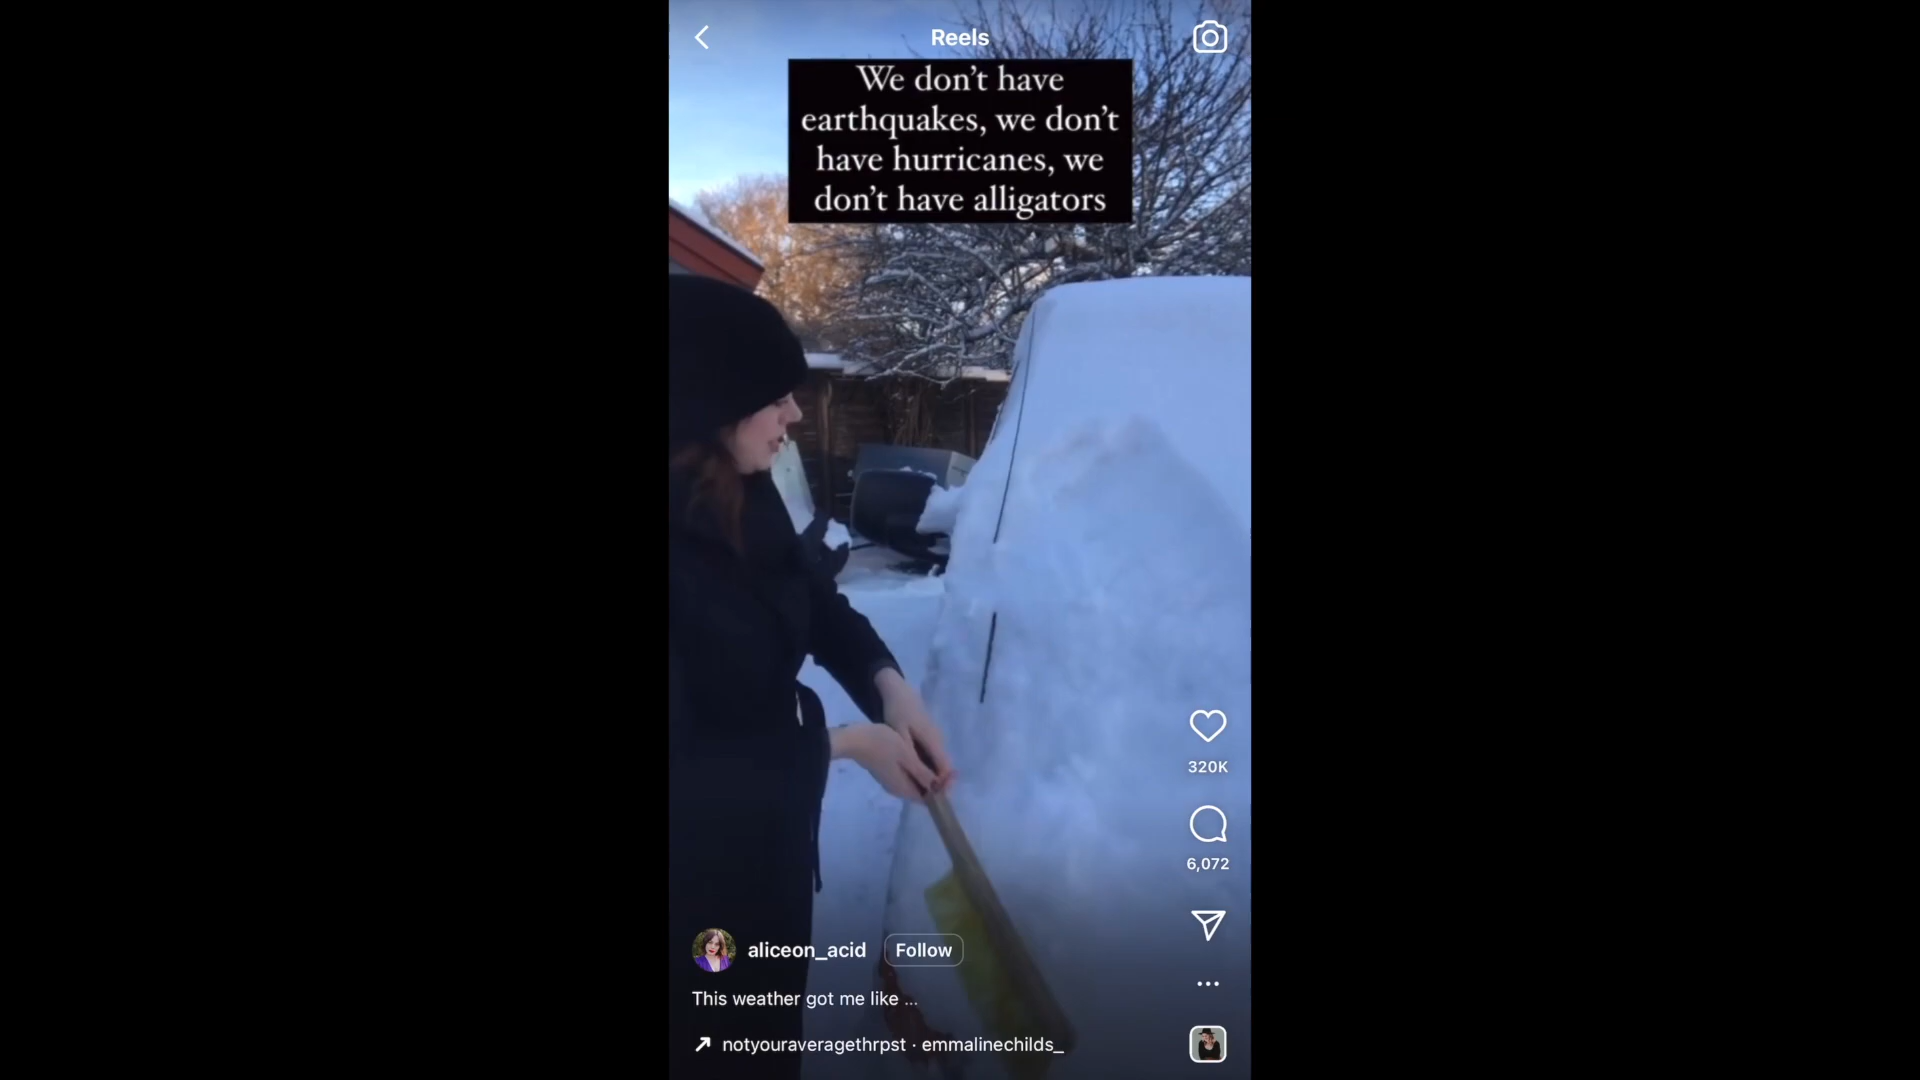 Reels
We don’t have
earthquakes, we don’t
have hurricanes, we
don’t have alligators
320K
6,072
aliceon_acid Follow
This weather got me like ...
notyouraveragethrpst · emmalinechilds_